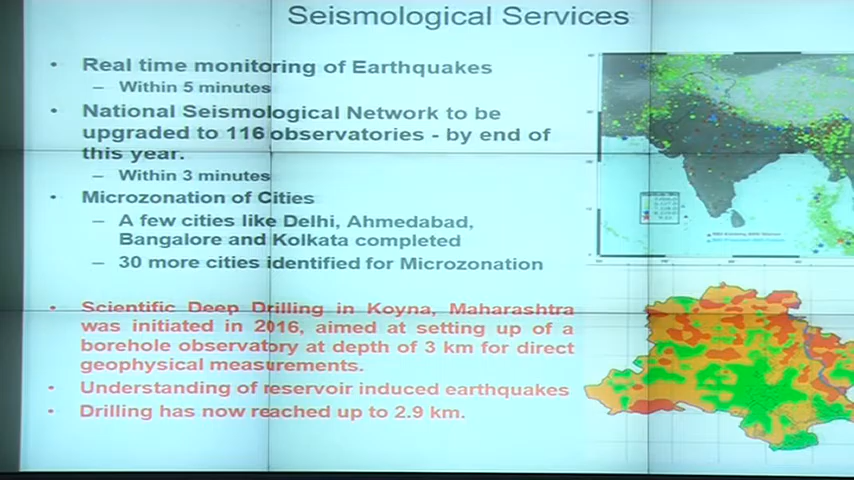 Seismological Services
• Real time monitoring of Earthquakes
– Within 5 minutes
• National Seismological Network to be
upgraded to 116 observatories - by end of
this year.
– Within 3 minutes
• Microzonation of Cities
– A few cities like Delhi, Ahmedabad,
Bangalore and Kolkata completed
– 30 more cities identified for Microzonation
• Scientific Deep Drilling in Koyna, Maharashtra
was initiated in 2016, aimed at setting up of a
borehole observatory at depth of 3 km for direct
geophysical measurements.
• Understanding of reservoir induced earthquakes
• Drilling has now reached up to 2.9 km.